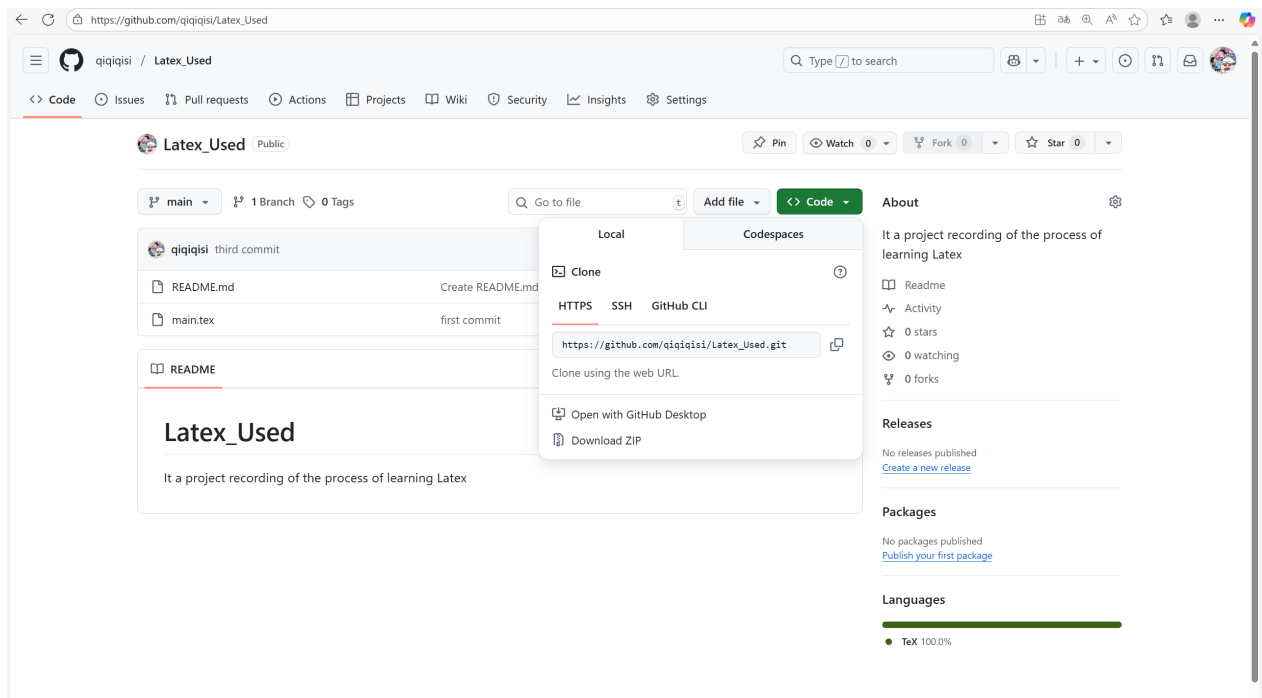 https://github.com/qiqiqisi/Latex_Used
qiqiqisi / Latex_Used
Type / to search
Code Issues Pull requests Actions Projects Wiki Security Insights Settings
Latex_Used Public
Pin Watch 0 Fork 0 Star 0
main 1 Branch 0 Tags Go to file t Add file Code
qiqiqisi third commit
README.md Create README.md
main.tex first commit
Local Codespaces
Clone
HTTPS SSH GitHub CLI
https://github.com/qiqiqisi/Latex_Used.git
Clone using the web URL.
Open with GitHub Desktop
Download ZIP
README
Latex_Used
It a project recording of the process of learning Latex
About
It a project recording of the process of
learning Latex
Readme
Activity
0 stars
0 watching
0 forks
Releases
No releases published
Create a new release
Packages
No packages published
Publish your first package
Languages
TeX 100.0%